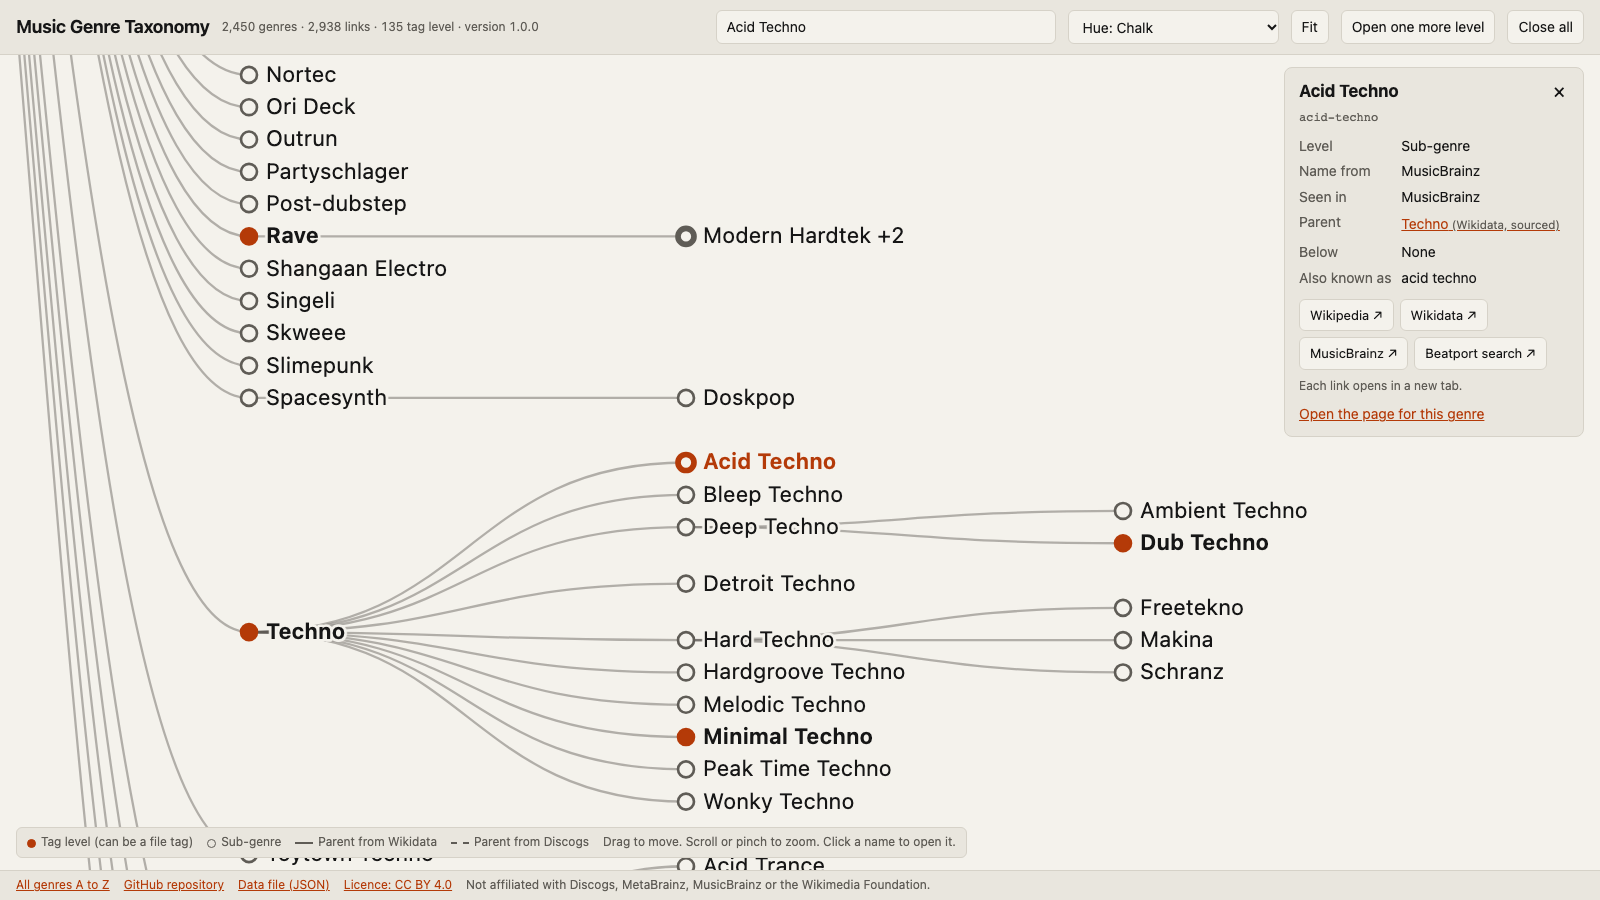 Music Genre Taxonomy
2,450 genres · 2,938 links · 135 tag level · version 1.0.0
Acid Techno
Hue: Chalk
Fit
Open one more level
Close all
Nortec
Ori Deck
Outrun
Partyschlager
Post-dubstep
Rave
Modern Hardtek +2
Shangaan Electro
Singeli
Skweee
Slimepunk
Spacesynth
Doskpop
Acid Techno
Bleep Techno
Deep Techno
Ambient Techno
Dub Techno
Detroit Techno
Techno
Hard Techno
Freetekno
Makina
Schranz
Hardgroove Techno
Melodic Techno
Minimal Techno
Peak Time Techno
Wonky Techno
Toytown Techno
Acid Trance
Acid Techno ×
acid-techno
Level Sub-genre
Name from MusicBrainz
Seen in MusicBrainz
Parent Techno (Wikidata, sourced)
Below None
Also known as acid techno
Wikipedia ↗ Wikidata ↗
MusicBrainz ↗ Beatport search ↗
Each link opens in a new tab.
Open the page for this genre
Tag level (can be a file tag) Sub-genre Parent from Wikidata Parent from Discogs Drag to move. Scroll or pinch to zoom. Click a name to open it.
All genres A to Z GitHub repository Data file (JSON) Licence: CC BY 4.0 Not affiliated with Discogs, MetaBrainz, MusicBrainz or the Wikimedia Foundation.